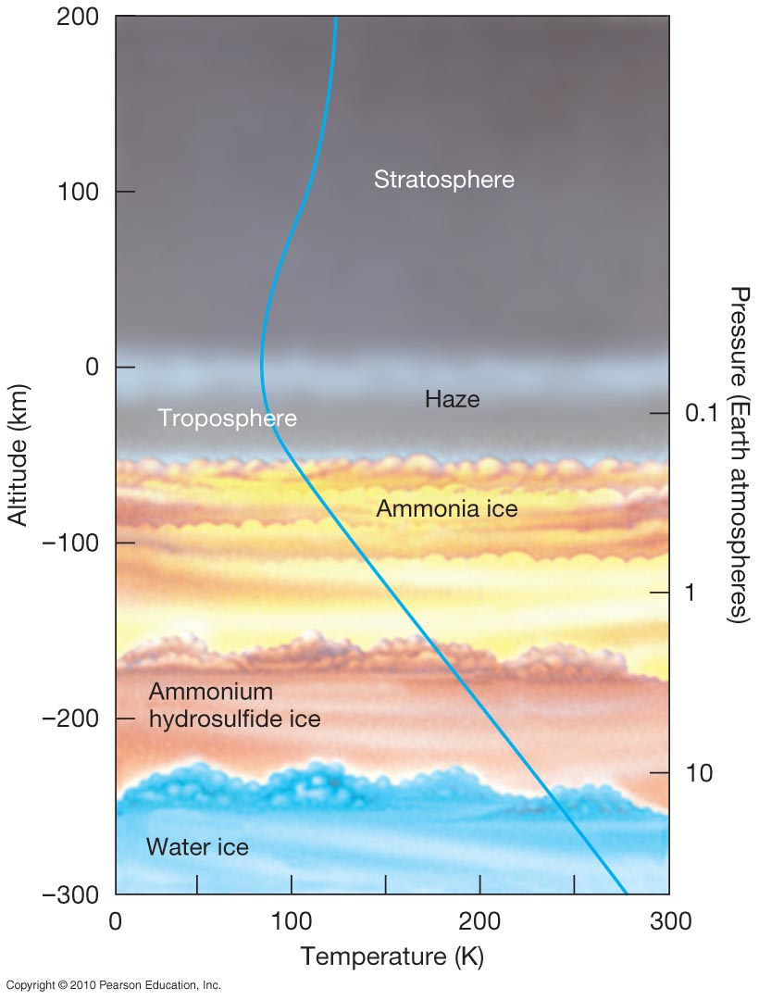 200
100
0
−100
−200
−300
Altitude (km)
Stratosphere
Haze
Troposphere
Ammonia ice
Ammonium
hydrosulfide ice
Water ice
0.1
1
10
Pressure (Earth atmospheres)
0
100
200
300
Temperature (K)
Copyright © 2010 Pearson Education, Inc.